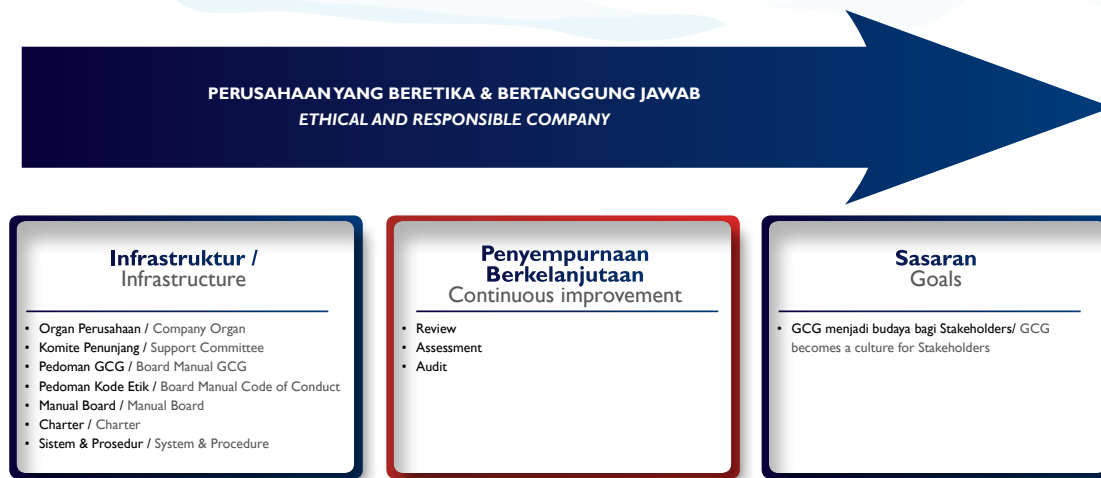 PERUSAHAAN YANG BERETIKA & BERTANGGUNG JAWAB
ETHICAL AND RESPONSIBLE COMPANY
Infrastruktur /
Infrastructure
• Organ Perusahaan / Company Organ
• Komite Penunjang / Support Committee
• Pedoman GCG / Board Manual GCG
• Pedoman Kode Etik / Board Manual Code of Conduct
• Manual Board / Manual Board
• Charter / Charter
• Sistem & Prosedur / System & Procedure
Penyempurnaan
Berkelanjutaan
Continuous improvement
• Review
• Assessment
• Audit
Sasaran
Goals
• GCG menjadi budaya bagi Stakeholders/ GCG
becomes a culture for Stakeholders